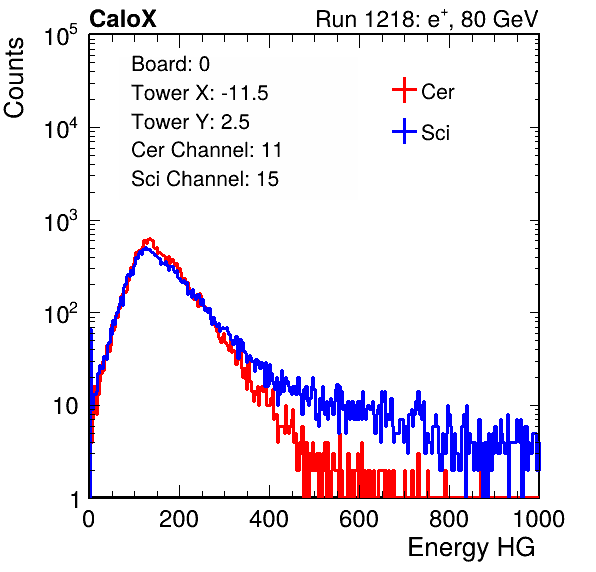 CaloX Run 1218: e⁺, 80 GeV
Counts
Board: 0
Tower X: -11.5
Tower Y: 2.5
Cer Channel: 11
Sci Channel: 15
Cer
Sci
10⁵
10⁴
10³
10²
10
1
0 200 400 600 800 1000
Energy HG